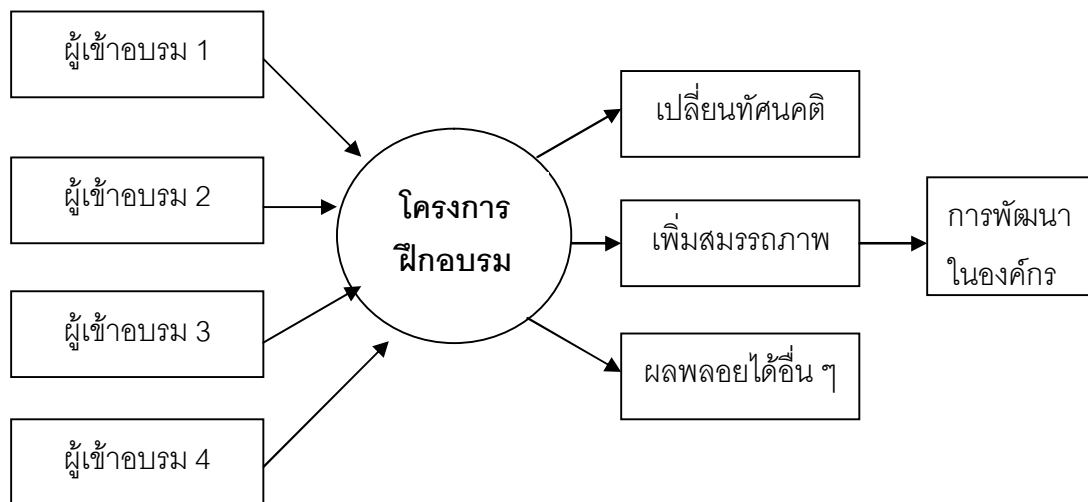 ผู้เข้าอบรม 1
ผู้เข้าอบรม 2
ผู้เข้าอบรม 3
ผู้เข้าอบรม 4
โครงการ
ฝึกอบรม
เปลี่ยนทัศนคติ
เพิ่มสมรรถภาพ
ผลพลอยได้อื่น ๆ
การพัฒนา
ในองค์กร